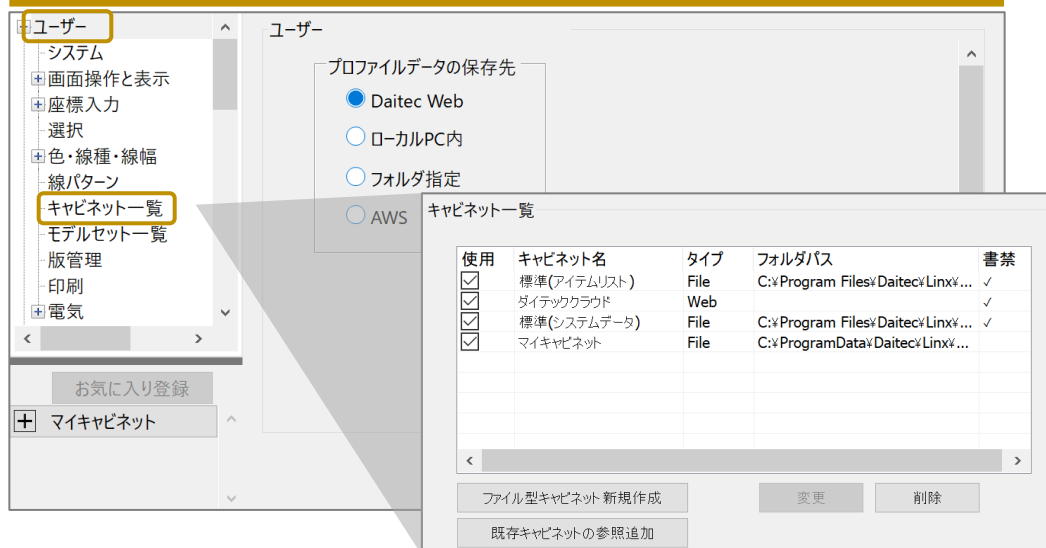 ユーザー
システム
画面操作と表示
座標入力
選択
色・線種・線幅
線パターン
キャビネット一覧
モデルセット一覧
版管理
印刷
電気
お気に入り登録
マイキャビネット
ユーザー
プロファイルデータの保存先
Daitec Web
ローカルPC内
フォルダ指定
AWS
キャビネット一覧
使用 キャビネット名 タイプ フォルダパス 書禁
標準(アイテムリスト) File C:¥Program Files¥Daitec¥Linx¥... ✓
ダイテッククラウド Web ✓
標準(システムデータ) File C:¥Program Files¥Daitec¥Linx¥... ✓
マイキャビネット File C:¥ProgramData¥Daitec¥Linx¥...
ファイル型キャビネット新規作成 変更 削除
既存キャビネットの参照追加